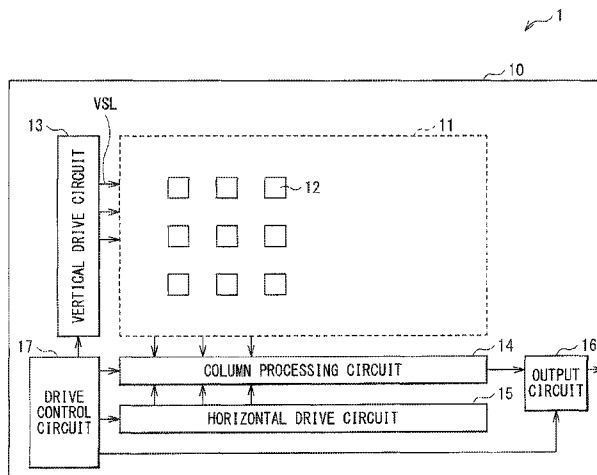 1
10
VSL
13
11
VERTICAL DRIVE CIRCUIT
12
17
14
16
DRIVE
CONTROL
CIRCUIT
COLUMN PROCESSING CIRCUIT
OUTPUT
CIRCUIT
15
HORIZONTAL DRIVE CIRCUIT